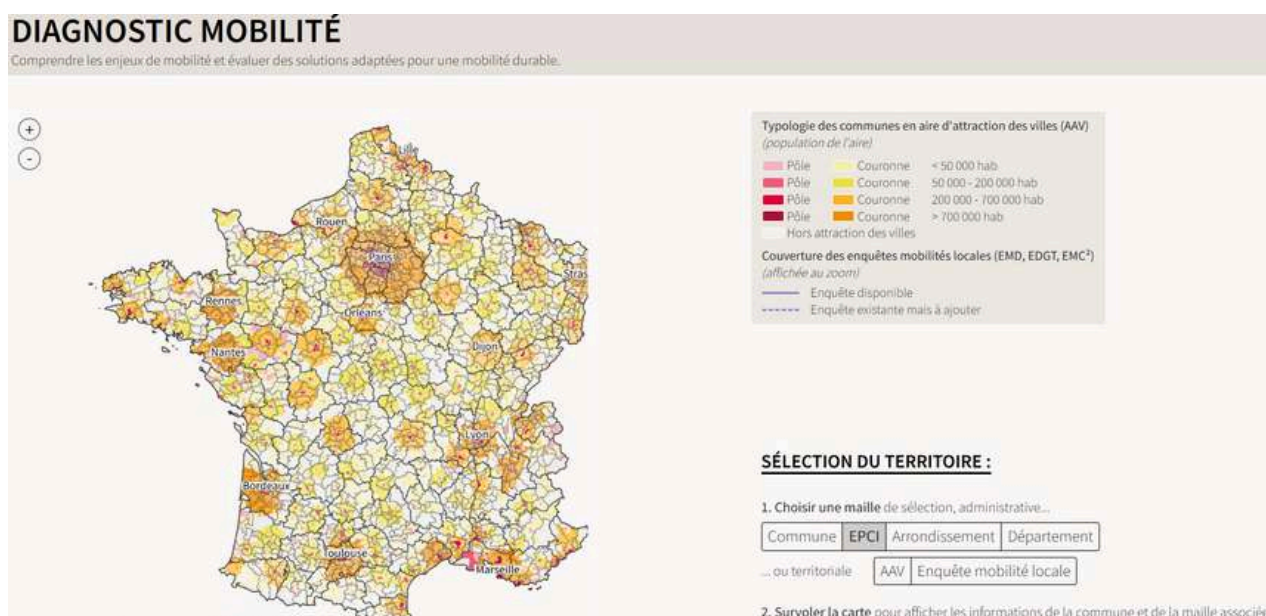 DIAGNOSTIC MOBILITÉ
Comprendre les enjeux de mobilité et évaluer des solutions adaptées pour une mobilité durable.
+
-
Lille
Rouen
Paris
Stras
Rennes
Orléans
Nantes
Dijon
Lyon
Bordeaux
Toulouse
Marseille
Typologie des communes en aire d'attraction des villes (AAV)
(population de l'aire)
Pôle Couronne < 50 000 hab
Pôle Couronne 50 000 - 200 000 hab
Pôle Couronne 200 000 - 700 000 hab
Pôle Couronne > 700 000 hab
Hors attraction des villes
Couverture des enquêtes mobilités locales (EMD, EDGT, EMC²)
(affichée au zoom)
Enquête disponible
Enquête existante mais à ajouter
SÉLECTION DU TERRITOIRE :
1. Choisir une maille de sélection, administrative...
Commune EPCI Arrondissement Département
... ou territoriale AAV Enquête mobilité locale
2. Survoler la carte pour afficher les informations de la commune et de la maille associé